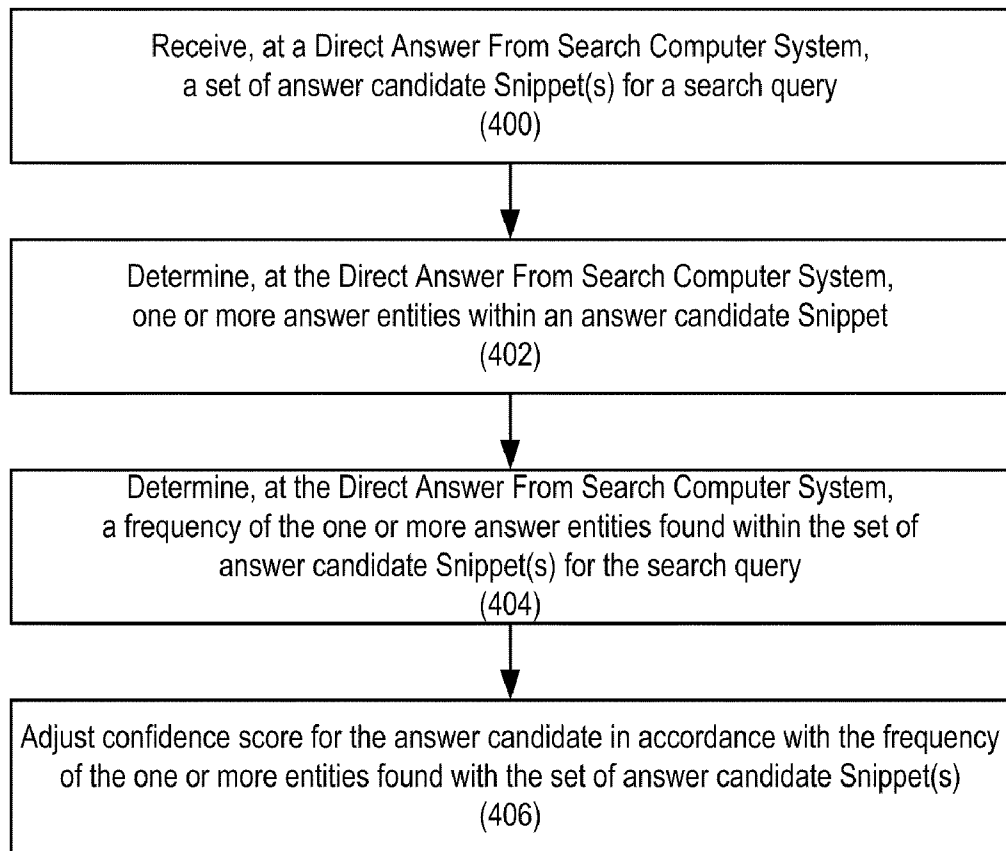 Receive, at a Direct Answer From Search Computer System,
a set of answer candidate Snippet(s) for a search query
(400)
Determine, at the Direct Answer From Search Computer System,
one or more answer entities within an answer candidate Snippet
(402)
Determine, at the Direct Answer From Search Computer System,
a frequency of the one or more answer entities found within the set of
answer candidate Snippet(s) for the search query
(404)
Adjust confidence score for the answer candidate in accordance with the frequency
of the one or more entities found with the set of answer candidate Snippet(s)
(406)